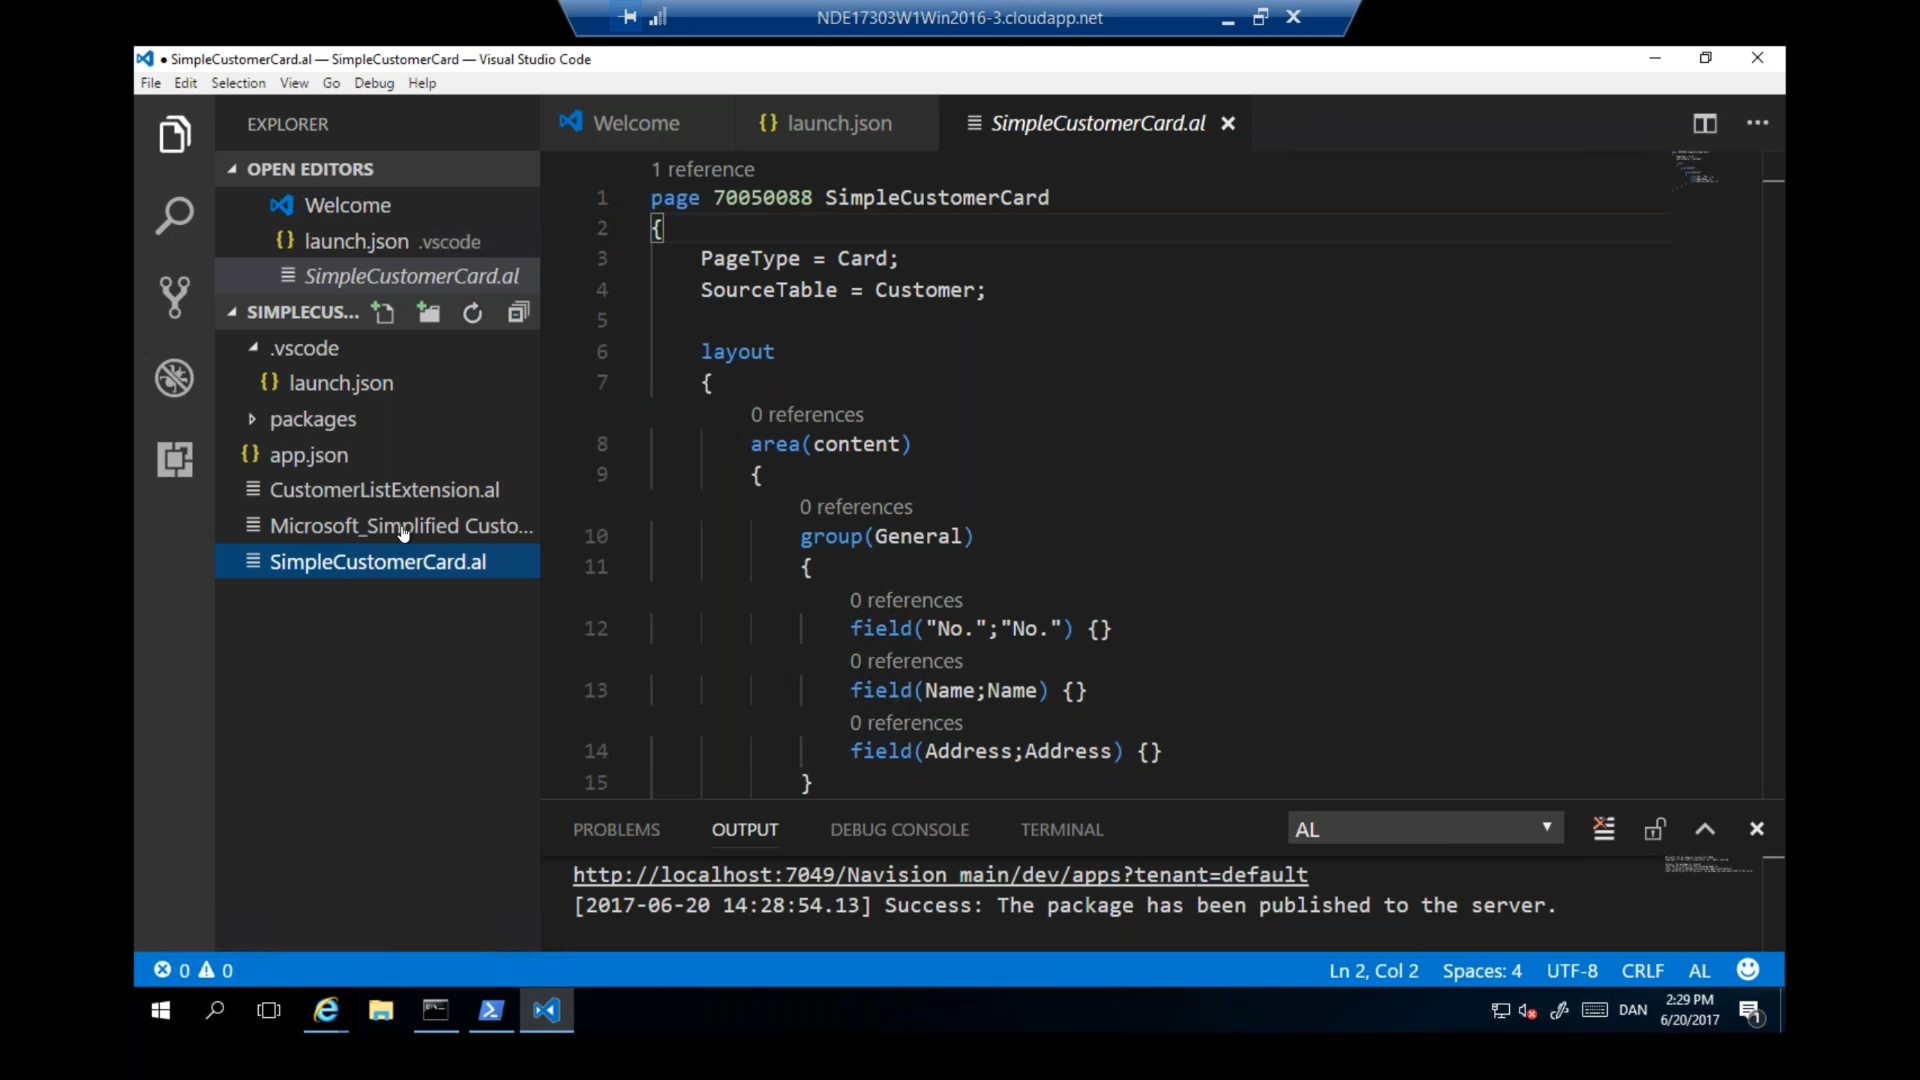 NDE17303W1Win2016-3.cloudapp.net
● SimpleCustomerCard.al — SimpleCustomerCard — Visual Studio Code
File Edit Selection View Go Debug Help
EXPLORER
Welcome
{} launch.json
SimpleCustomerCard.al
OPEN EDITORS
Welcome
{} launch.json .vscode
SimpleCustomerCard.al
SIMPLECUS...
.vscode
{} launch.json
packages
{} app.json
CustomerListExtension.al
Microsoft_Simplified Custo...
SimpleCustomerCard.al
1 reference
1 page 70050088 SimpleCustomerCard
2 {
3 PageType = Card;
4 SourceTable = Customer;
5
6 layout
7 {
0 references
8 area(content)
9 {
0 references
10 group(General)
11 {
0 references
12 field("No.";"No.") {}
0 references
13 field(Name;Name) {}
0 references
14 field(Address;Address) {}
15 }
PROBLEMS OUTPUT DEBUG CONSOLE TERMINAL AL
http://localhost:7049/Navision_main/dev/apps?tenant=default
[2017-06-20 14:28:54.13] Success: The package has been published to the server.
0 0 Ln 2, Col 2 Spaces: 4 UTF-8 CRLF AL
DAN
2:29 PM
6/20/2017
1